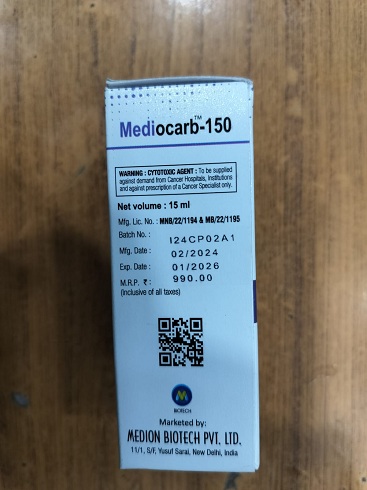 Mediocarb-150
TM
WARNING : CYTOTOXIC AGENT : To be supplied
against demand from Cancer Hospitals, Institutions
and against prescription of a Cancer Specialist only.
Net volume : 15 ml
Mfg. Lic. No. : MNB/22/1194 & MB/22/1195
Batch No. : I24CP02A1
Mfg. Date : 02/2024
Exp. Date : 01/2026
M.R.P. ₹ : 990.00
(Inclusive of all taxes)
M
BIOTECH
Marketed by:
MEDION BIOTECH PVT. LTD.
11/1, S/F, Yusuf Sarai, New Delhi, India